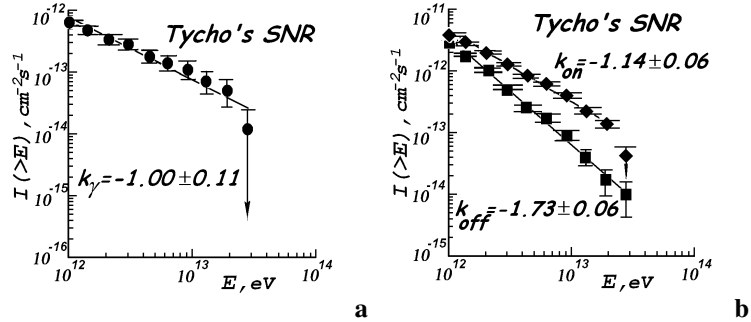 10^-12
10^-13
10^-14
10^-15
10^-16
I (>E), cm^-2 s^-1
Tycho's SNR
k_γ=-1.00±0.11
10^12
10^13
10^14
E, eV
a
10^-11
10^-12
10^-13
10^-14
10^-15
I (>E), cm^-2 s^-1
Tycho's SNR
k_on=-1.14±0.06
k_off=-1.73±0.06
10^12
10^13
10^14
E, eV
b